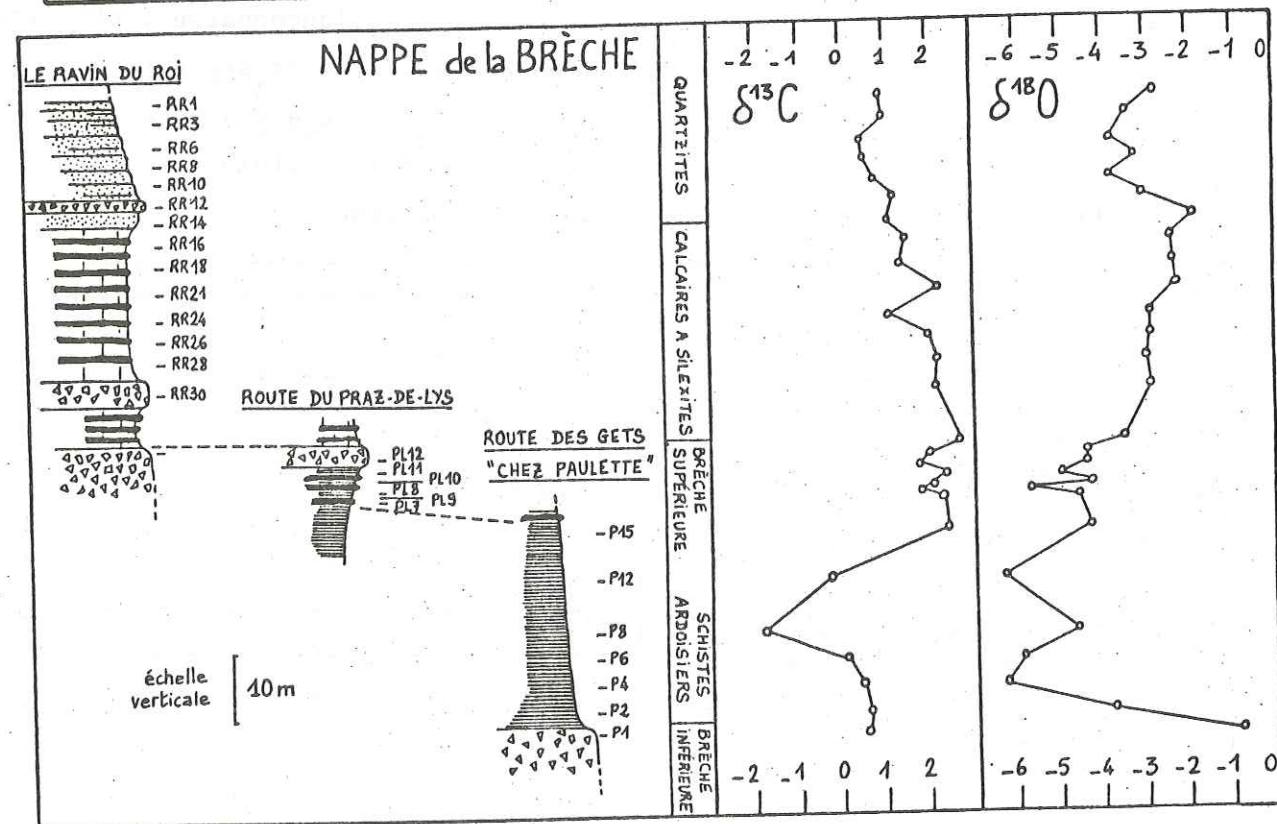 NAPPE de la BRÈCHE
LE RAVIN DU ROI
- RR1
- RR3
- RR6
- RR8
- RR10
- RR12
- RR14
- RR16
- RR18
- RR21
- RR24
- RR26
- RR28
- RR30
ROUTE DU PRAZ-DE-LYS
- PL12
- PL11
PL10
- PL8
PL9
- PL7
ROUTE DES GETS
"CHEZ PAULETTE"
- P15
- P12
- P8
- P6
- P4
- P2
- P1
échelle
verticale
10m
QUARTZITES
CALCAIRES A SILEXITES
BRÈCHE
SUPÉRIEURE
SCHISTES
ARDOISIERS
BRÈCHE
INFÉRIEURE
-2 -1 0 1 2
δ13C
-2 -1 0 1 2
-6 -5 -4 -3 -2 -1 0
δ18O
-6 -5 -4 -3 -2 -1 0